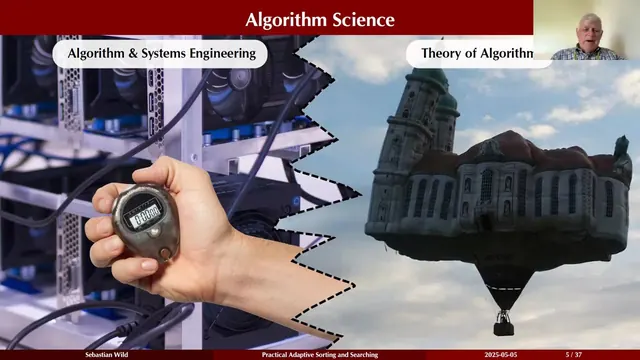 Algorithm Science
Algorithm & Systems Engineering
Theory of Algorithm
Sebastian Wild
Practical Adaptive Sorting and Searching
2025-05-05
5 / 37